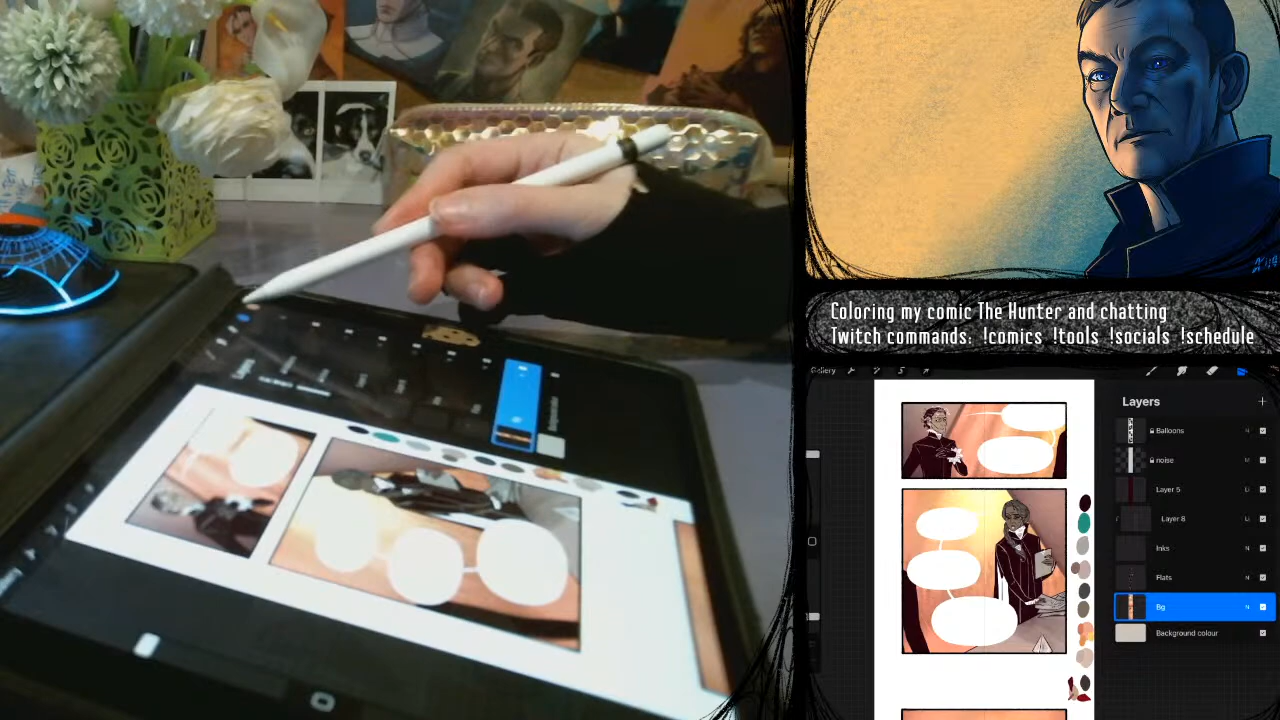 Coloring my comic The Hunter and chatting
Twitch commands: !comics !tools !socials !schedule
Gallery
Layers
Balloons
noise
Layer 5
Layer 8
Inks
Flats
Bg
Background colour